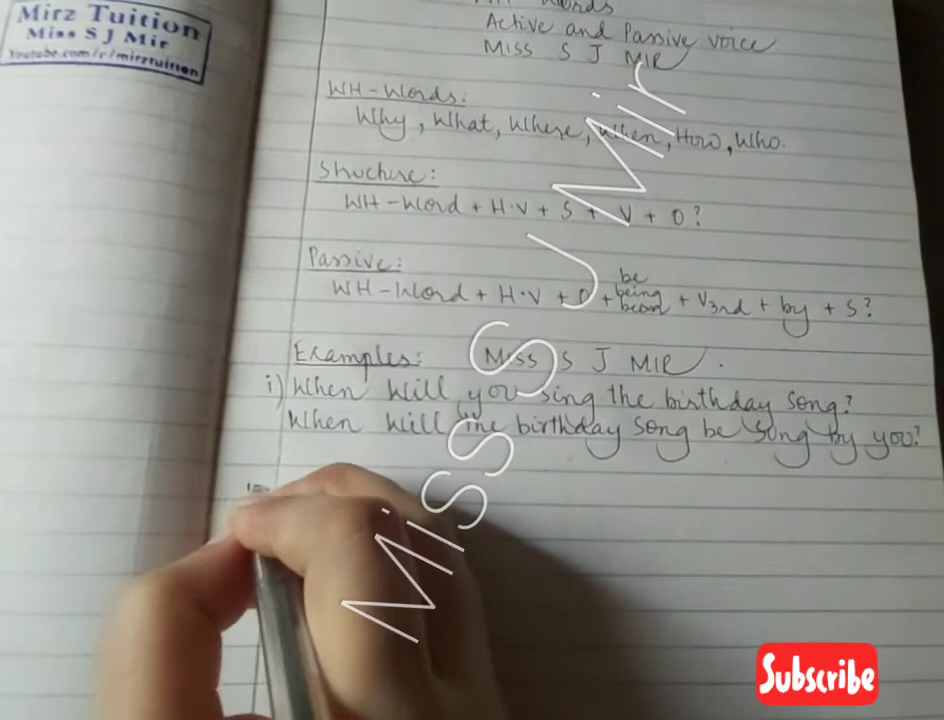 Mirz Tuition
Miss S J Mir
Youtube.com/c/mirztuition
Words
Active and Passive voice
Miss S J MIR
WH-Words:
Why, What, Where, When, How, Who.
Structure:
WH-Word + H.V + S + V + O?
Passive:
WH-Word + H.V + O + be being been + V3rd + by + S?
Examples: Miss S J MIR.
i) When will you sing the birthday song?
When will the birthday song be song by you?
Miss S J Mir
Subscribe